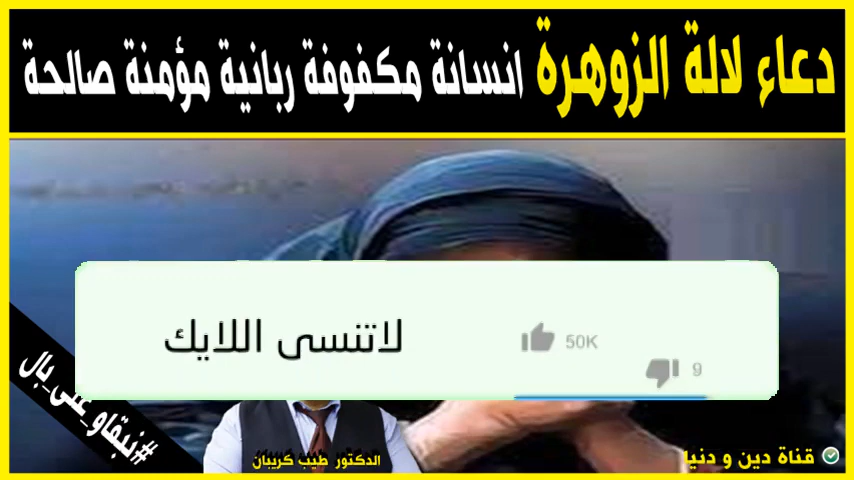 دعاء لالة الزوهرة انسانة مكفوفة ربانية مؤمنة صالحة
لاتنسى اللايك
50K
9
#نبقاو_على_بال
الدكتور طيب كريبان
قناة دين و دنيا